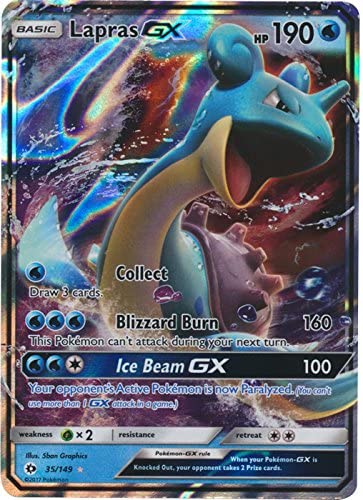 BASIC Lapras GX HP 190
Collect
Draw 3 cards.
Blizzard Burn 160
This Pokémon can't attack during your next turn.
Ice Beam GX 100
Your opponent's Active Pokémon is now Paralyzed. (You can't
use more than 1 GX attack in a game.)
weakness ×2 resistance retreat
Illus. 5ban Graphics
Pokémon-GX rule
When your Pokémon-GX is
Knocked Out, your opponent takes 2 Prize cards.
35/149
©2017 Pokémon